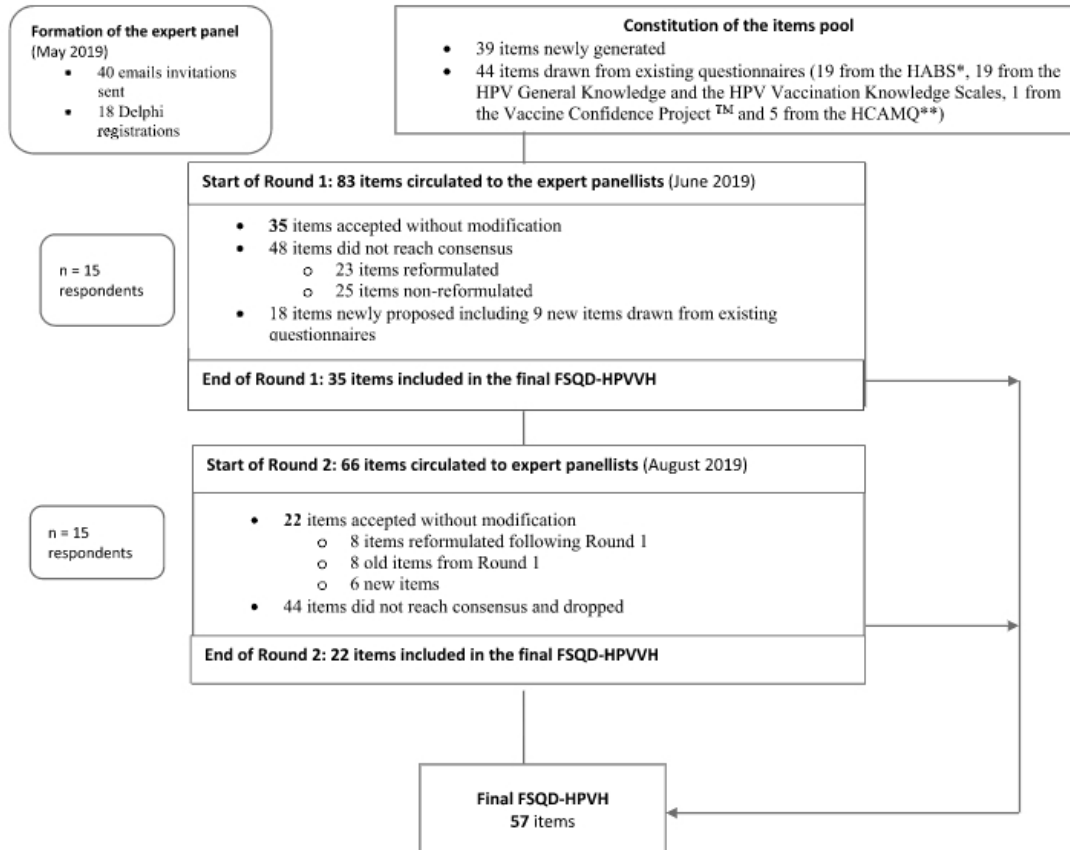 Formation of the expert panel
(May 2019)
• 40 emails invitations
sent
• 18 Delphi
registrations
Constitution of the items pool
• 39 items newly generated
• 44 items drawn from existing questionnaires (19 from the HABS*, 19 from the
HPV General Knowledge and the HPV Vaccination Knowledge Scales, 1 from
the Vaccine Confidence Project ™ and 5 from the HCAMQ**)
Start of Round 1: 83 items circulated to the expert panellists (June 2019)
n = 15
respondents
• 35 items accepted without modification
• 48 items did not reach consensus
o 23 items reformulated
o 25 items non-reformulated
• 18 items newly proposed including 9 new items drawn from existing
questionnaires
End of Round 1: 35 items included in the final FSQD-HPVVH
Start of Round 2: 66 items circulated to expert panellists (August 2019)
n = 15
respondents
• 22 items accepted without modification
o 8 items reformulated following Round 1
o 8 old items from Round 1
o 6 new items
• 44 items did not reach consensus and dropped
End of Round 2: 22 items included in the final FSQD-HPVVH
Final FSQD-HPVH
57 items